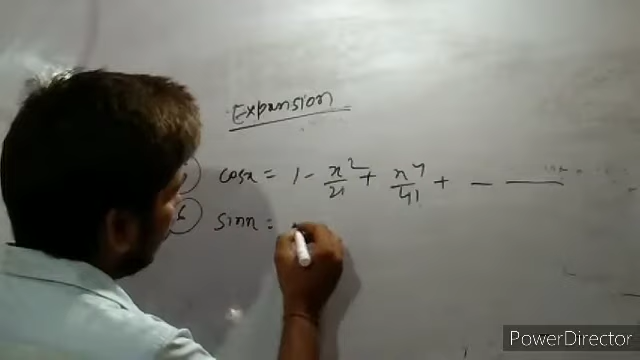 Expansion
cosx = 1 - x²/2! + x⁴/4! + - —
sinx =
PowerDirector